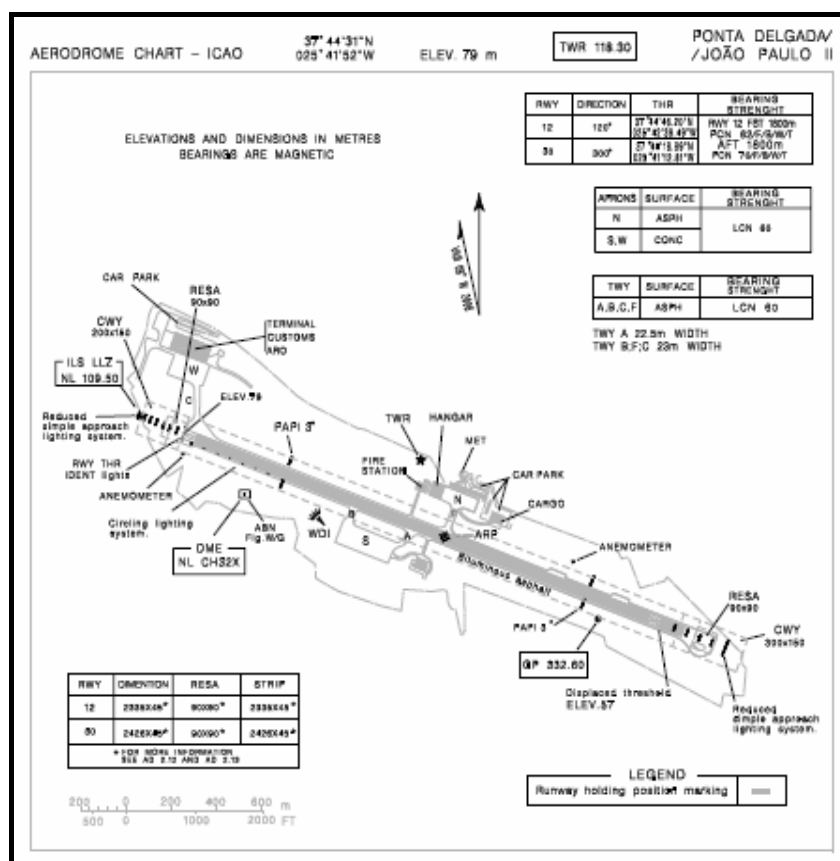 AERODROME CHART - ICAO
37° 44'31"N
025° 41'52"W
ELEV. 79 m
TWR 118.30
PONTA DELGADA/
/JOÃO PAULO II
ELEVATIONS AND DIMENSIONS IN METRES
BEARINGS ARE MAGNETIC
RWY DIRECTION THR BEARING STRENGHT
12 120° RWY 12 FST 1800m
300° AFT 1800m
APRONS SURFACE BEARING STRENGHT
N ASPH LCN 65
S,W CONC
TWY SURFACE BEARING STRENGHT
A,B,C,F ASPH LCN 60
TWY A 22.5m WIDTH
TWY B;F;C 23m WIDTH
CAR PARK
RESA
90x90
CWY
200x150
TERMINAL
CUSTOMS
ARO
W
C
ILS LLZ
NL 109.50
ELEV.79
Reduced
simple approach
lighting system.
RWY THR
IDENT lights
ANEMOMETER
Circling lighting
system.
PAPI 3°
TWR
HANGAR
MET
FIRE
STATION
CAR PARK
N
CARGO
ABN
Flg.W/G
WDI
DME
NL CH32X
B
S
A
ARP
ANEMOMETER
Bituminous asphalt
RESA
90x90
CWY
300x150
PAPI 3°
GP 332.60
Displaced threshold
ELEV.57
Reduced
simple approach
lighting system.
RWY DIMENTION RESA STRIP
12 90X90*
30 2426X45* 90X90* 2426X45*
* FOR MORE INFORMATION
SEE AD 2.12 AND AD 2.13
LEGEND
Runway holding position marking
200 0 200 400 600 m
500 0 1000 2000 FT